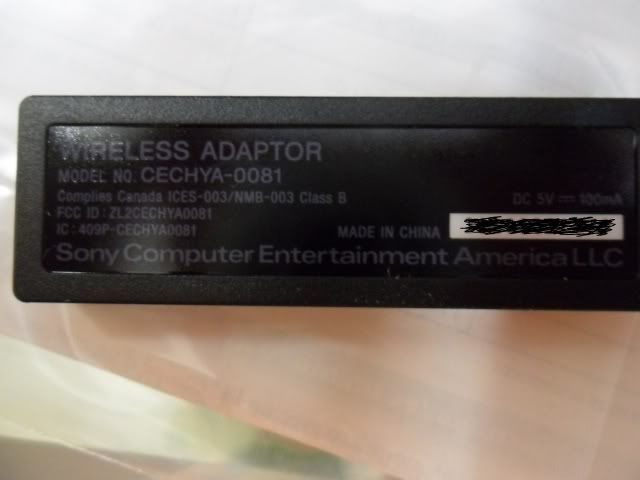 WIRELESS ADAPTOR
MODEL NO. CECHYA-0081
Complies Canada ICES-003/NMB-003 Class B
DC 5V ⎓ 100mA
FCC ID : ZL2CECHYA0081
IC : 409P-CECHYA0081
MADE IN CHINA
Sony Computer Entertainment America LLC